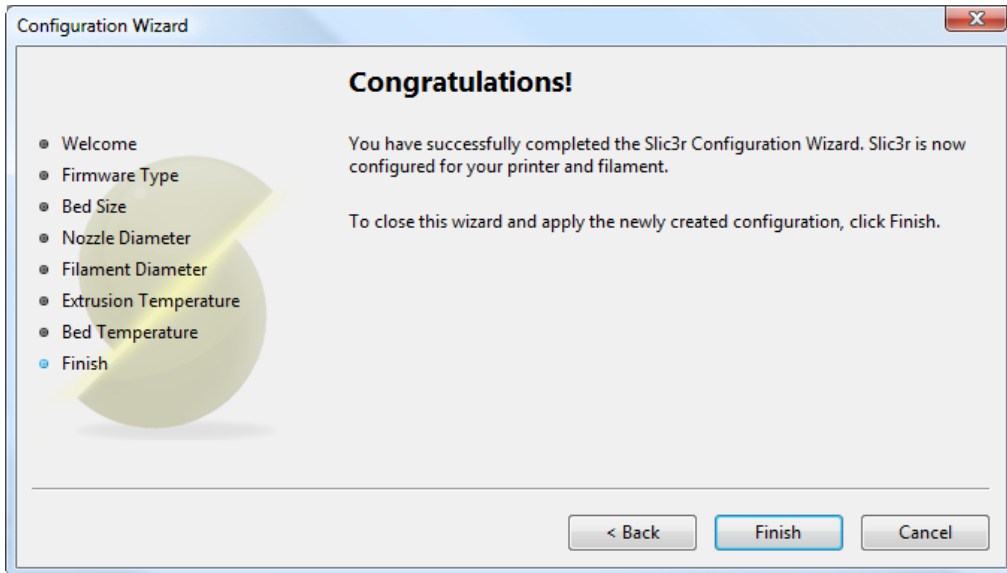 Configuration Wizard
Congratulations!
Welcome
Firmware Type
Bed Size
Nozzle Diameter
Filament Diameter
Extrusion Temperature
Bed Temperature
Finish
You have successfully completed the Slic3r Configuration Wizard. Slic3r is now
configured for your printer and filament.
To close this wizard and apply the newly created configuration, click Finish.
< Back
Finish
Cancel